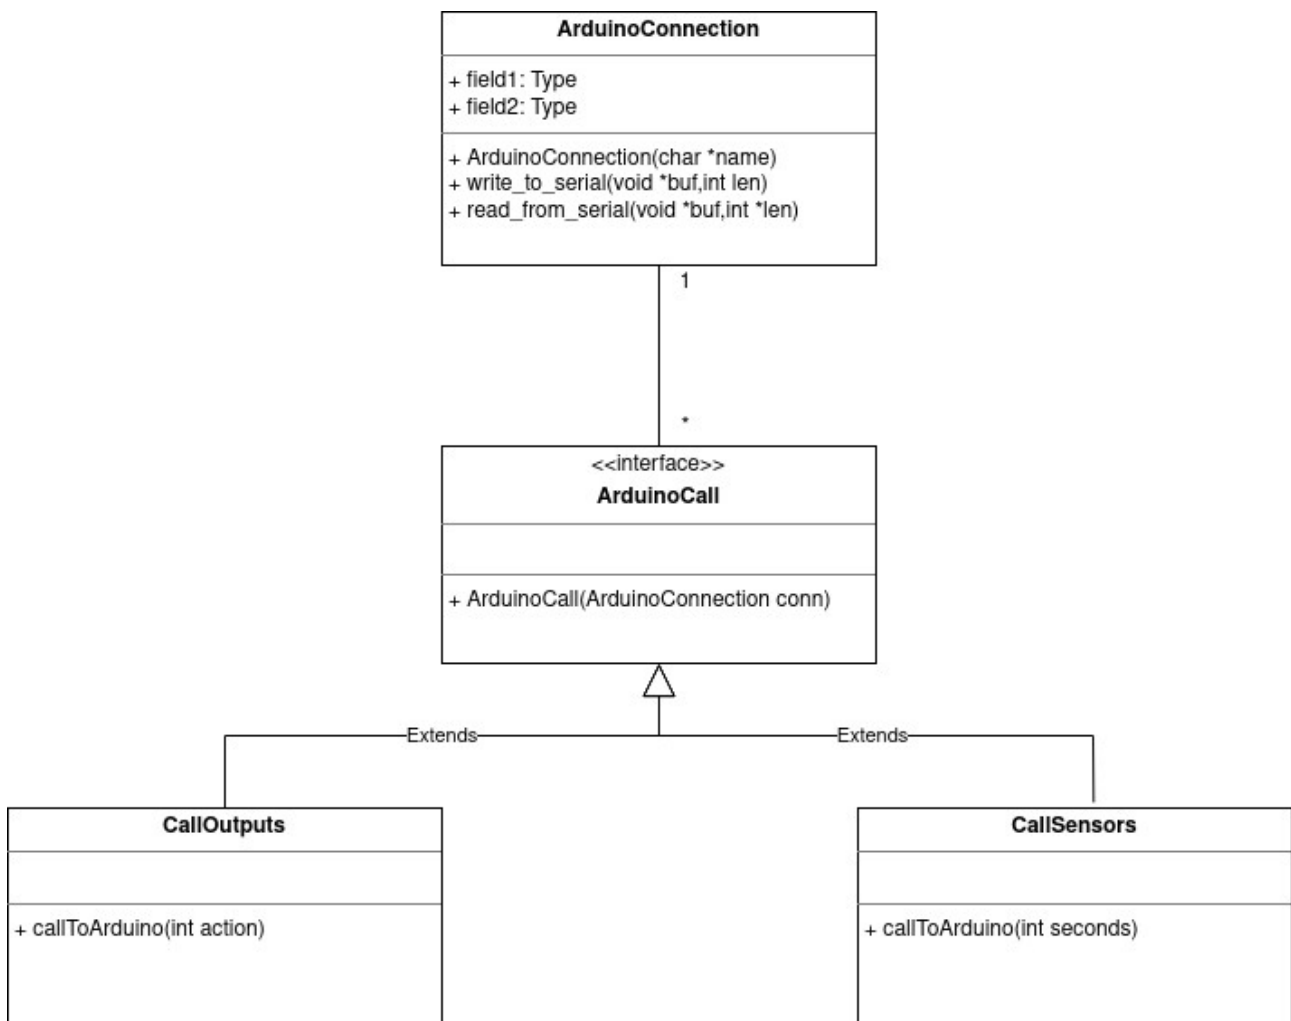 ArduinoConnection
+ field1: Type
+ field2: Type
+ ArduinoConnection(char *name)
+ write_to_serial(void *buf,int len)
+ read_from_serial(void *buf,int *len)
1
*
<<interface>>
ArduinoCall
+ ArduinoCall(ArduinoConnection conn)
Extends
Extends
CallOutputs
+ callToArduino(int action)
CallSensors
+ callToArduino(int seconds)